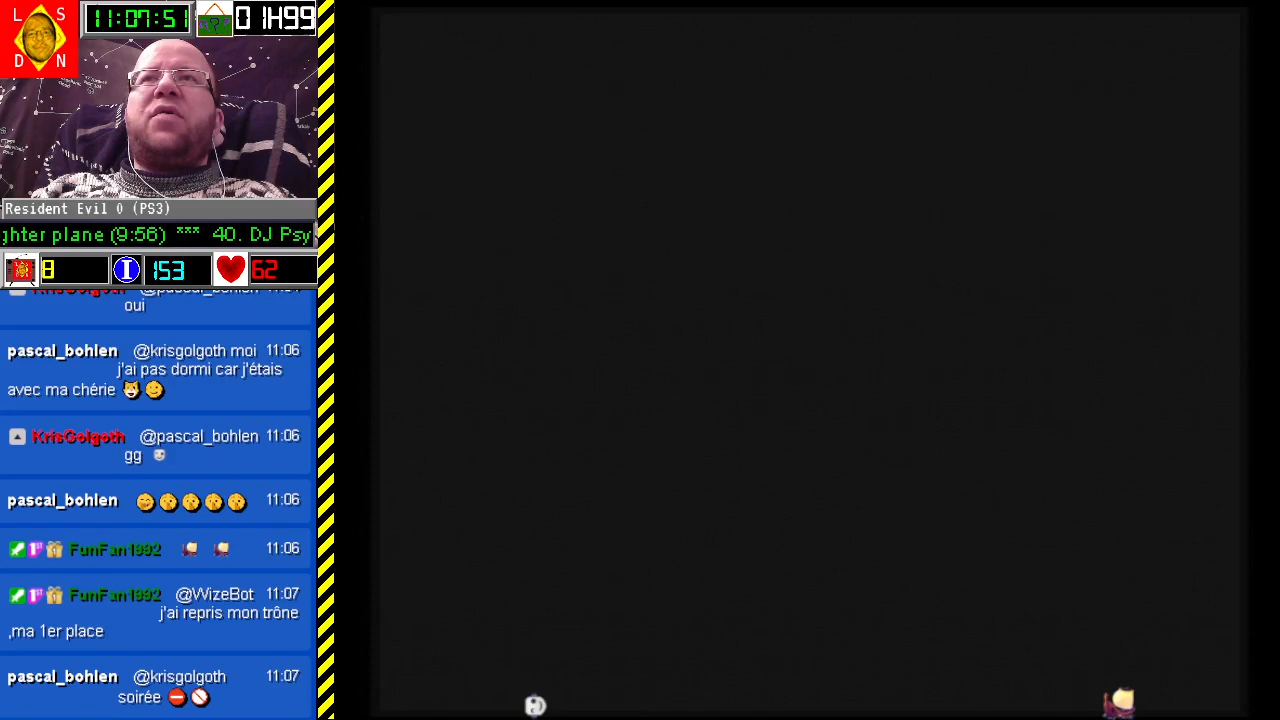 L S
D N
11:07:51
01H99
Resident Evil 0 (PS3)
ghter plane (9:56) *** 40. DJ Psy
8
153
62
oui
pascal_bohlen @krisgolgoth moi 11:06
j'ai pas dormi car j'étais
avec ma chérie
KrisGolgoth @pascal_bohlen 11:06
gg
pascal_bohlen 11:06
FunFan1992 11:06
FunFan1992 @WizeBot 11:07
j'ai repris mon trône
,ma 1er place
pascal_bohlen @krisgolgoth 11:07
soirée